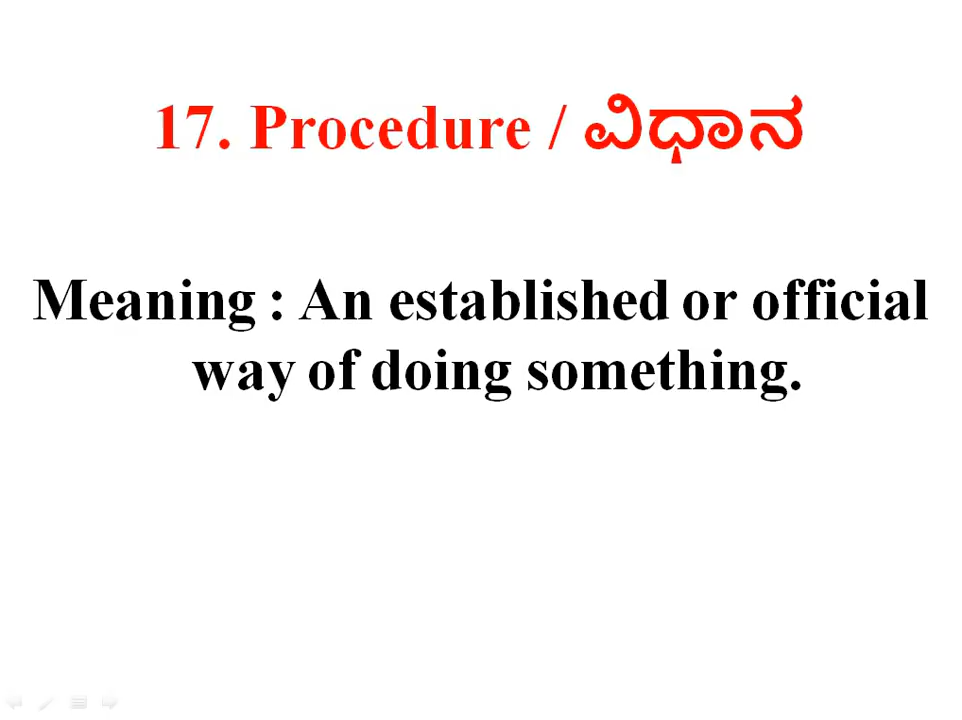 17. Procedure / ವಿಧಾನ
Meaning : An established or official
way of doing something.